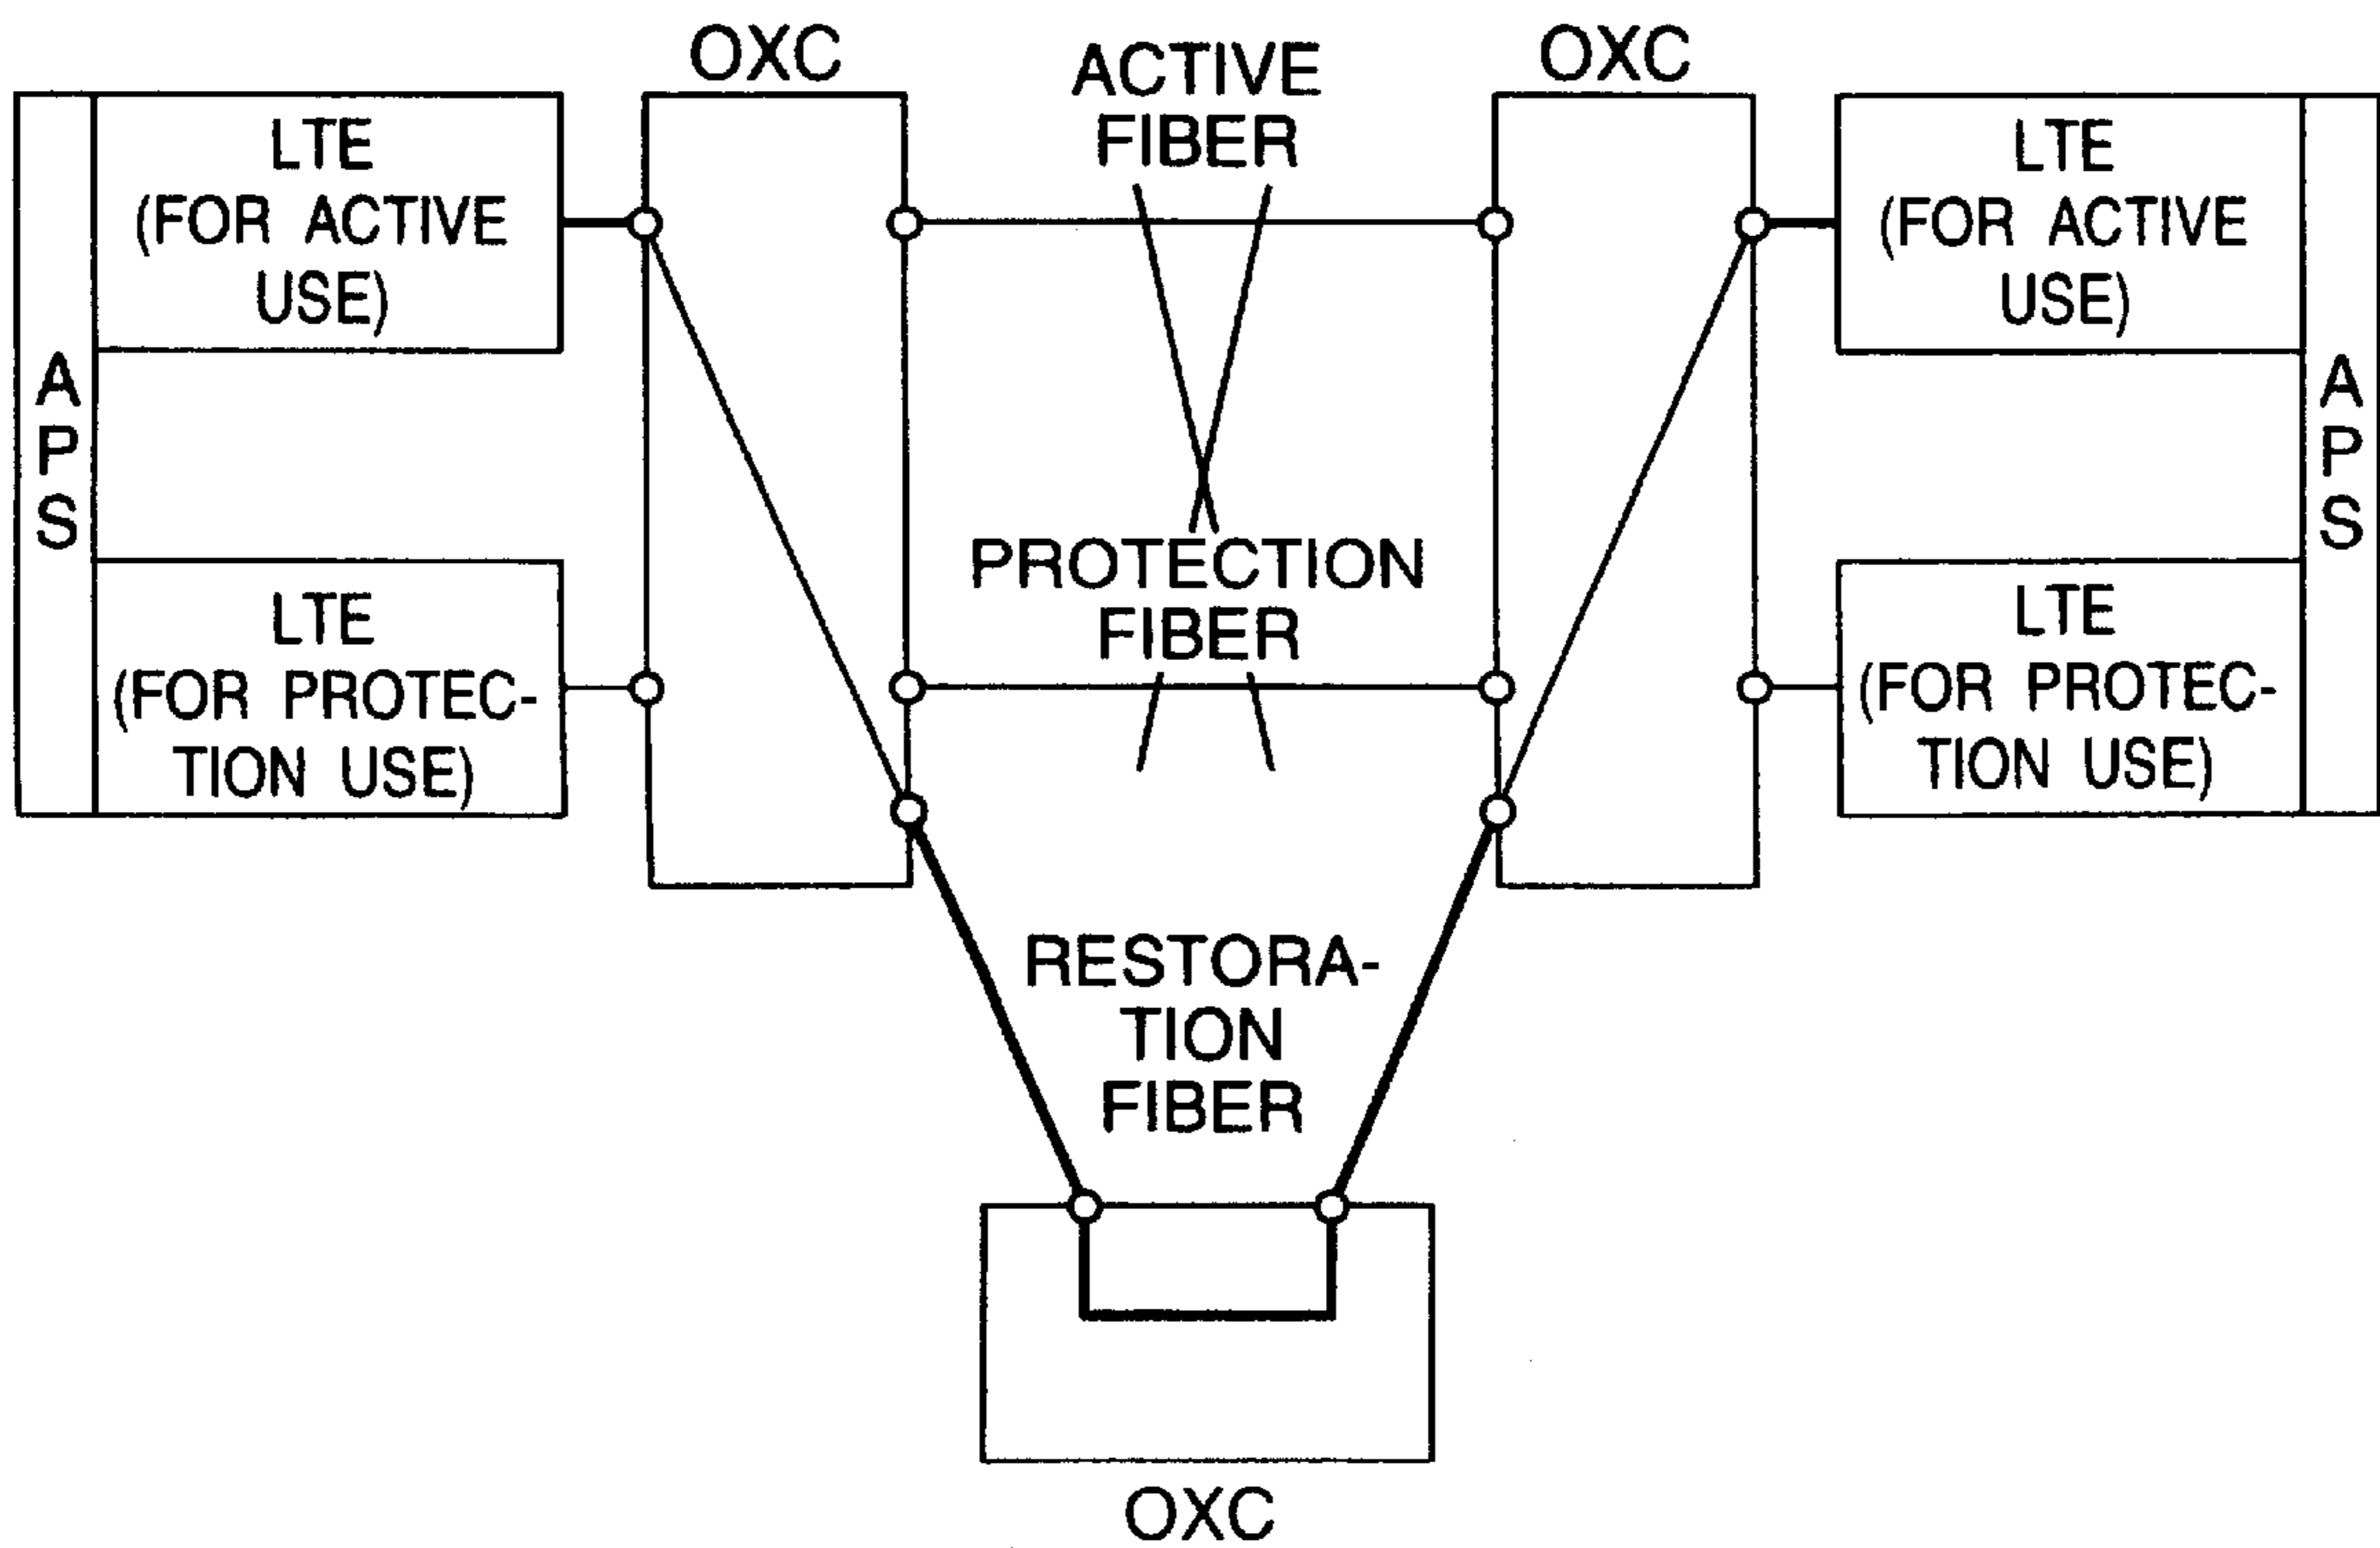 OXC
ACTIVE
FIBER
OXC
LTE
(FOR ACTIVE
USE)
LTE
(FOR ACTIVE
USE)
A
P
S
A
P
S
PROTECTION
FIBER
LTE
(FOR PROTEC-
TION USE)
LTE
(FOR PROTEC-
TION USE)
RESTORA-
TION
FIBER
OXC